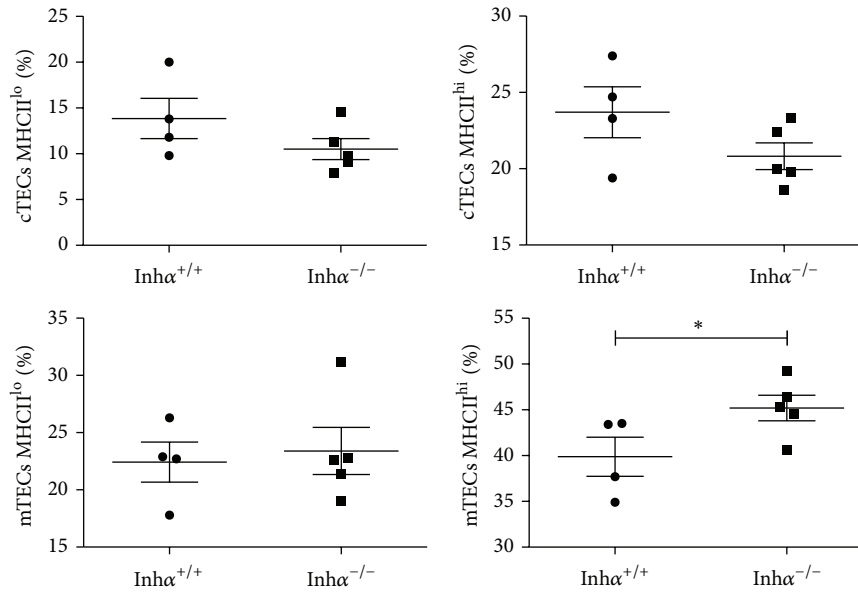 cTECs MHCII^lo (%)
25
20
15
10
5
0
Inhα^+/+
Inhα^−/−
cTECs MHCII^hi (%)
30
25
20
15
Inhα^+/+
Inhα^−/−
mTECs MHCII^lo (%)
35
30
25
20
15
Inhα^+/+
Inhα^−/−
mTECs MHCII^hi (%)
55
50
45
40
35
30
*
Inhα^+/+
Inhα^−/−